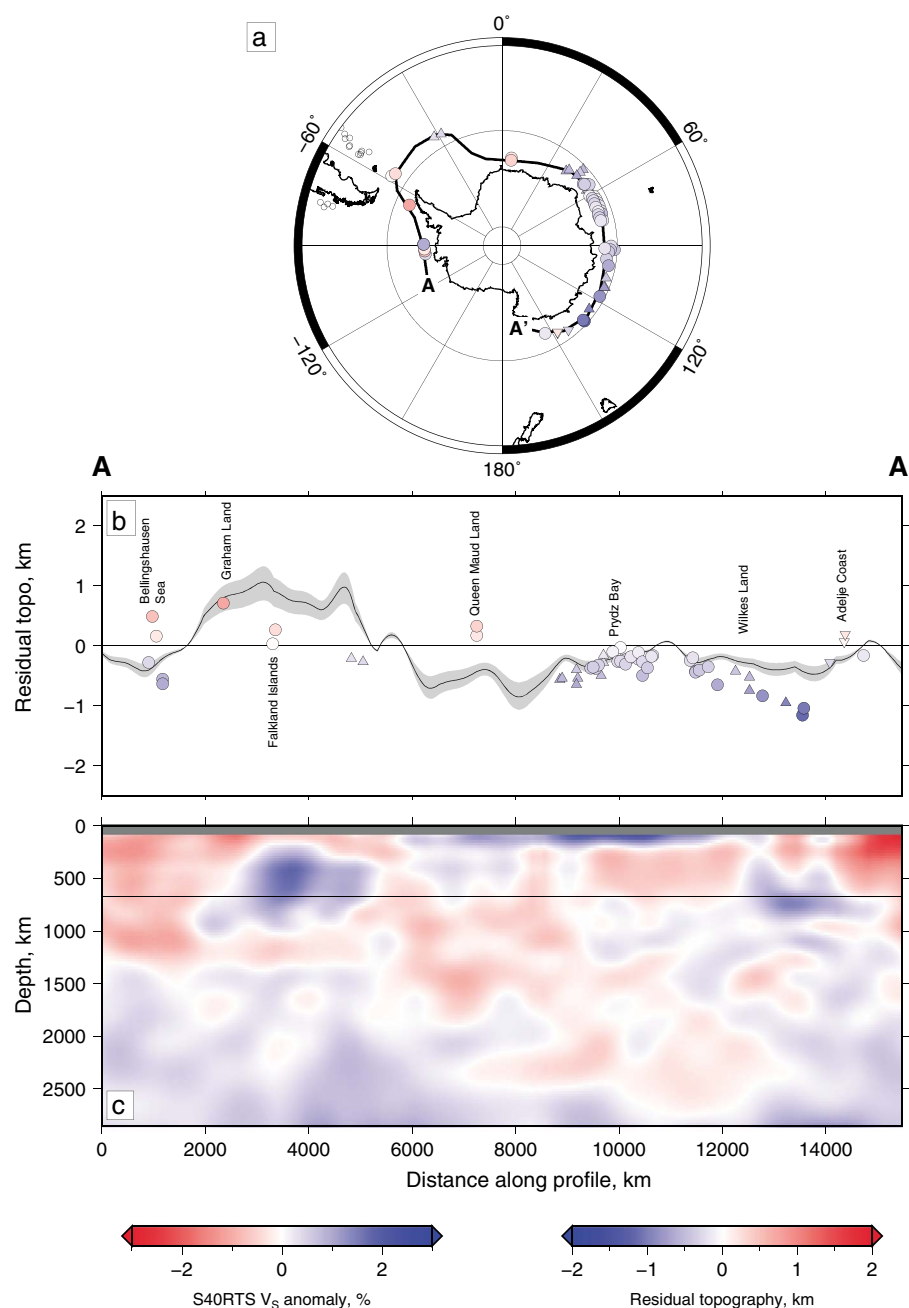 a
0°
−60°
60°
A
A’
−120°
120°
180°
A
A
b
Residual topo, km
2
1
0
−1
−2
Bellingshausen
Sea
Graham Land
Falkland Islands
Queen Maud Land
Prydz Bay
Wilkes Land
Adelje Coast
c
Depth, km
0
500
1000
1500
2000
2500
0
2000
4000
6000
8000
10000
12000
14000
Distance along profile, km
−2
0
2
S40RTS VS anomaly, %
−2
−1
0
1
2
Residual topography, km